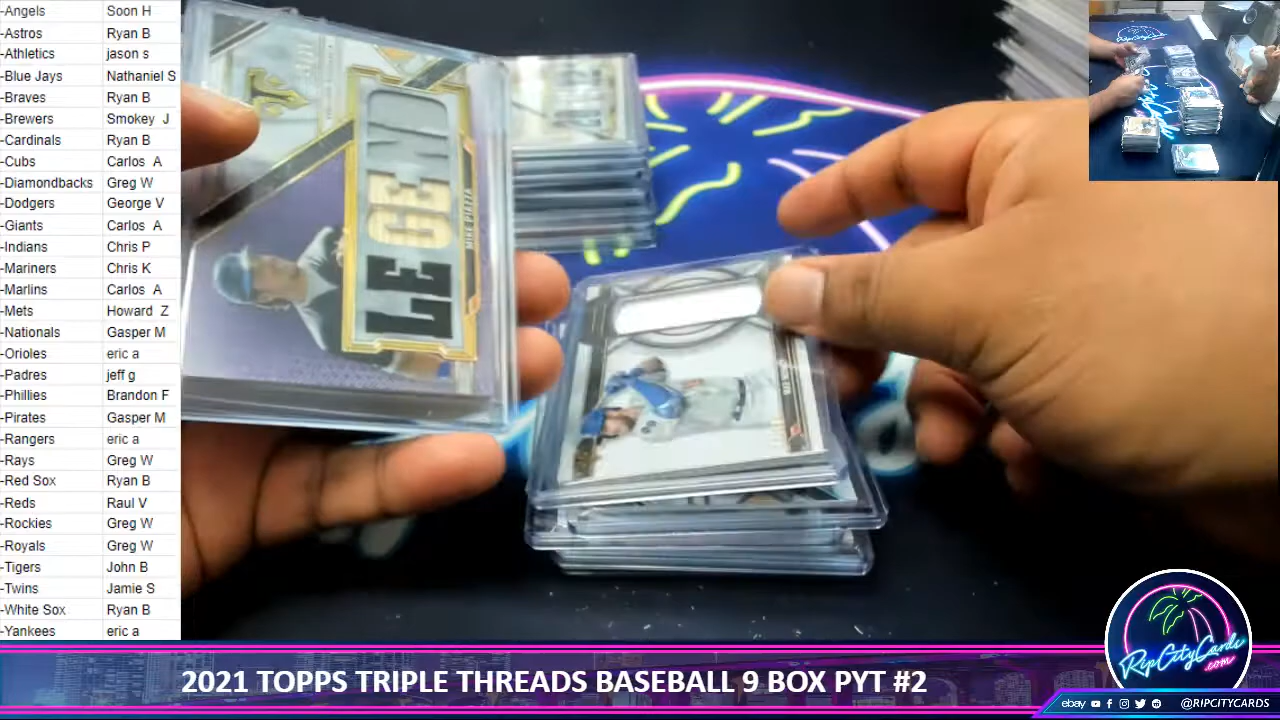 -Angels Soon H
-Astros Ryan B
-Athletics jason s
-Blue Jays Nathaniel S
-Braves Ryan B
-Brewers Smokey J
-Cardinals Ryan B
-Cubs Carlos A
-Diamondbacks Greg W
-Dodgers George V
-Giants Carlos A
-Indians Chris P
-Mariners Chris K
-Marlins Carlos A
-Mets Howard Z
-Nationals Gasper M
-Orioles eric a
-Padres jeff g
-Phillies Brandon F
-Pirates Gasper M
-Rangers eric a
-Rays Greg W
-Red Sox Ryan B
-Reds Raul V
-Rockies Greg W
-Royals Greg W
-Tigers John B
-Twins Jamie S
-White Sox Ryan B
-Yankees eric a
MIKE PIAZZA
RipCityCards
.com
2021 TOPPS TRIPLE THREADS BASEBALL 9 BOX PYT #2
ebay @RIPCITYCARDS